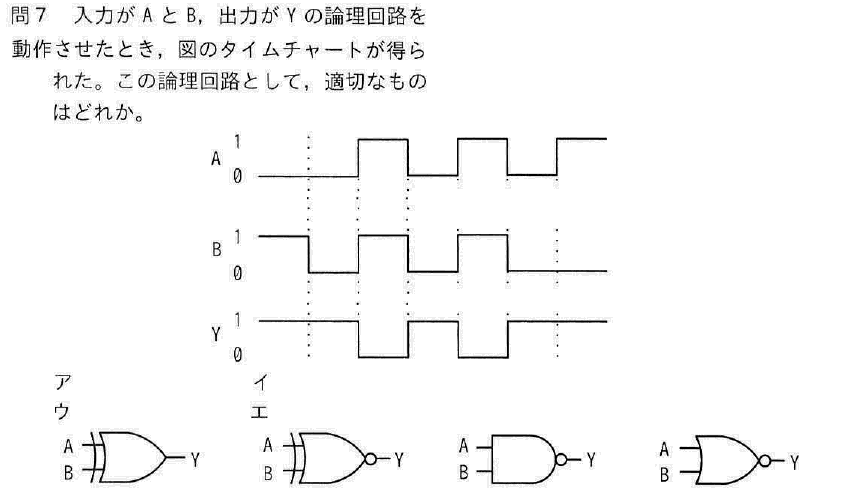 問７　入力が A と B，出力が Y の論理回路を
動作させたとき，図のタイムチャートが得ら
れた。この論理回路として，適切なもの
はどれか。
A 1
0
B 1
0
Y 1
0
ア　イ
ウ　エ
A B Y
A B Y
A B Y
A B Y